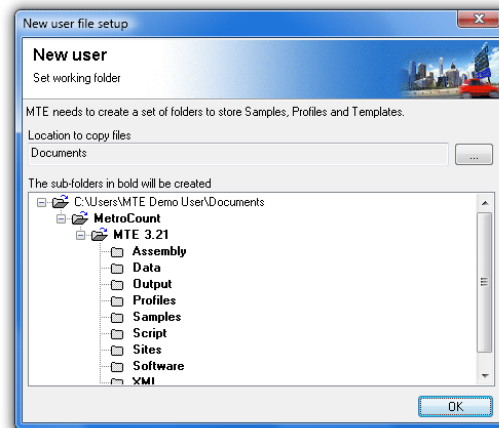 New user file setup
New user
Set working folder
MTE needs to create a set of folders to store Samples, Profiles and Templates.
Location to copy files
Documents
...
The sub-folders in bold will be created
C:\Users\MTE Demo User\Documents
MetroCount
MTE 3.21
Assembly
Data
Output
Profiles
Samples
Script
Sites
Software
XML
OK